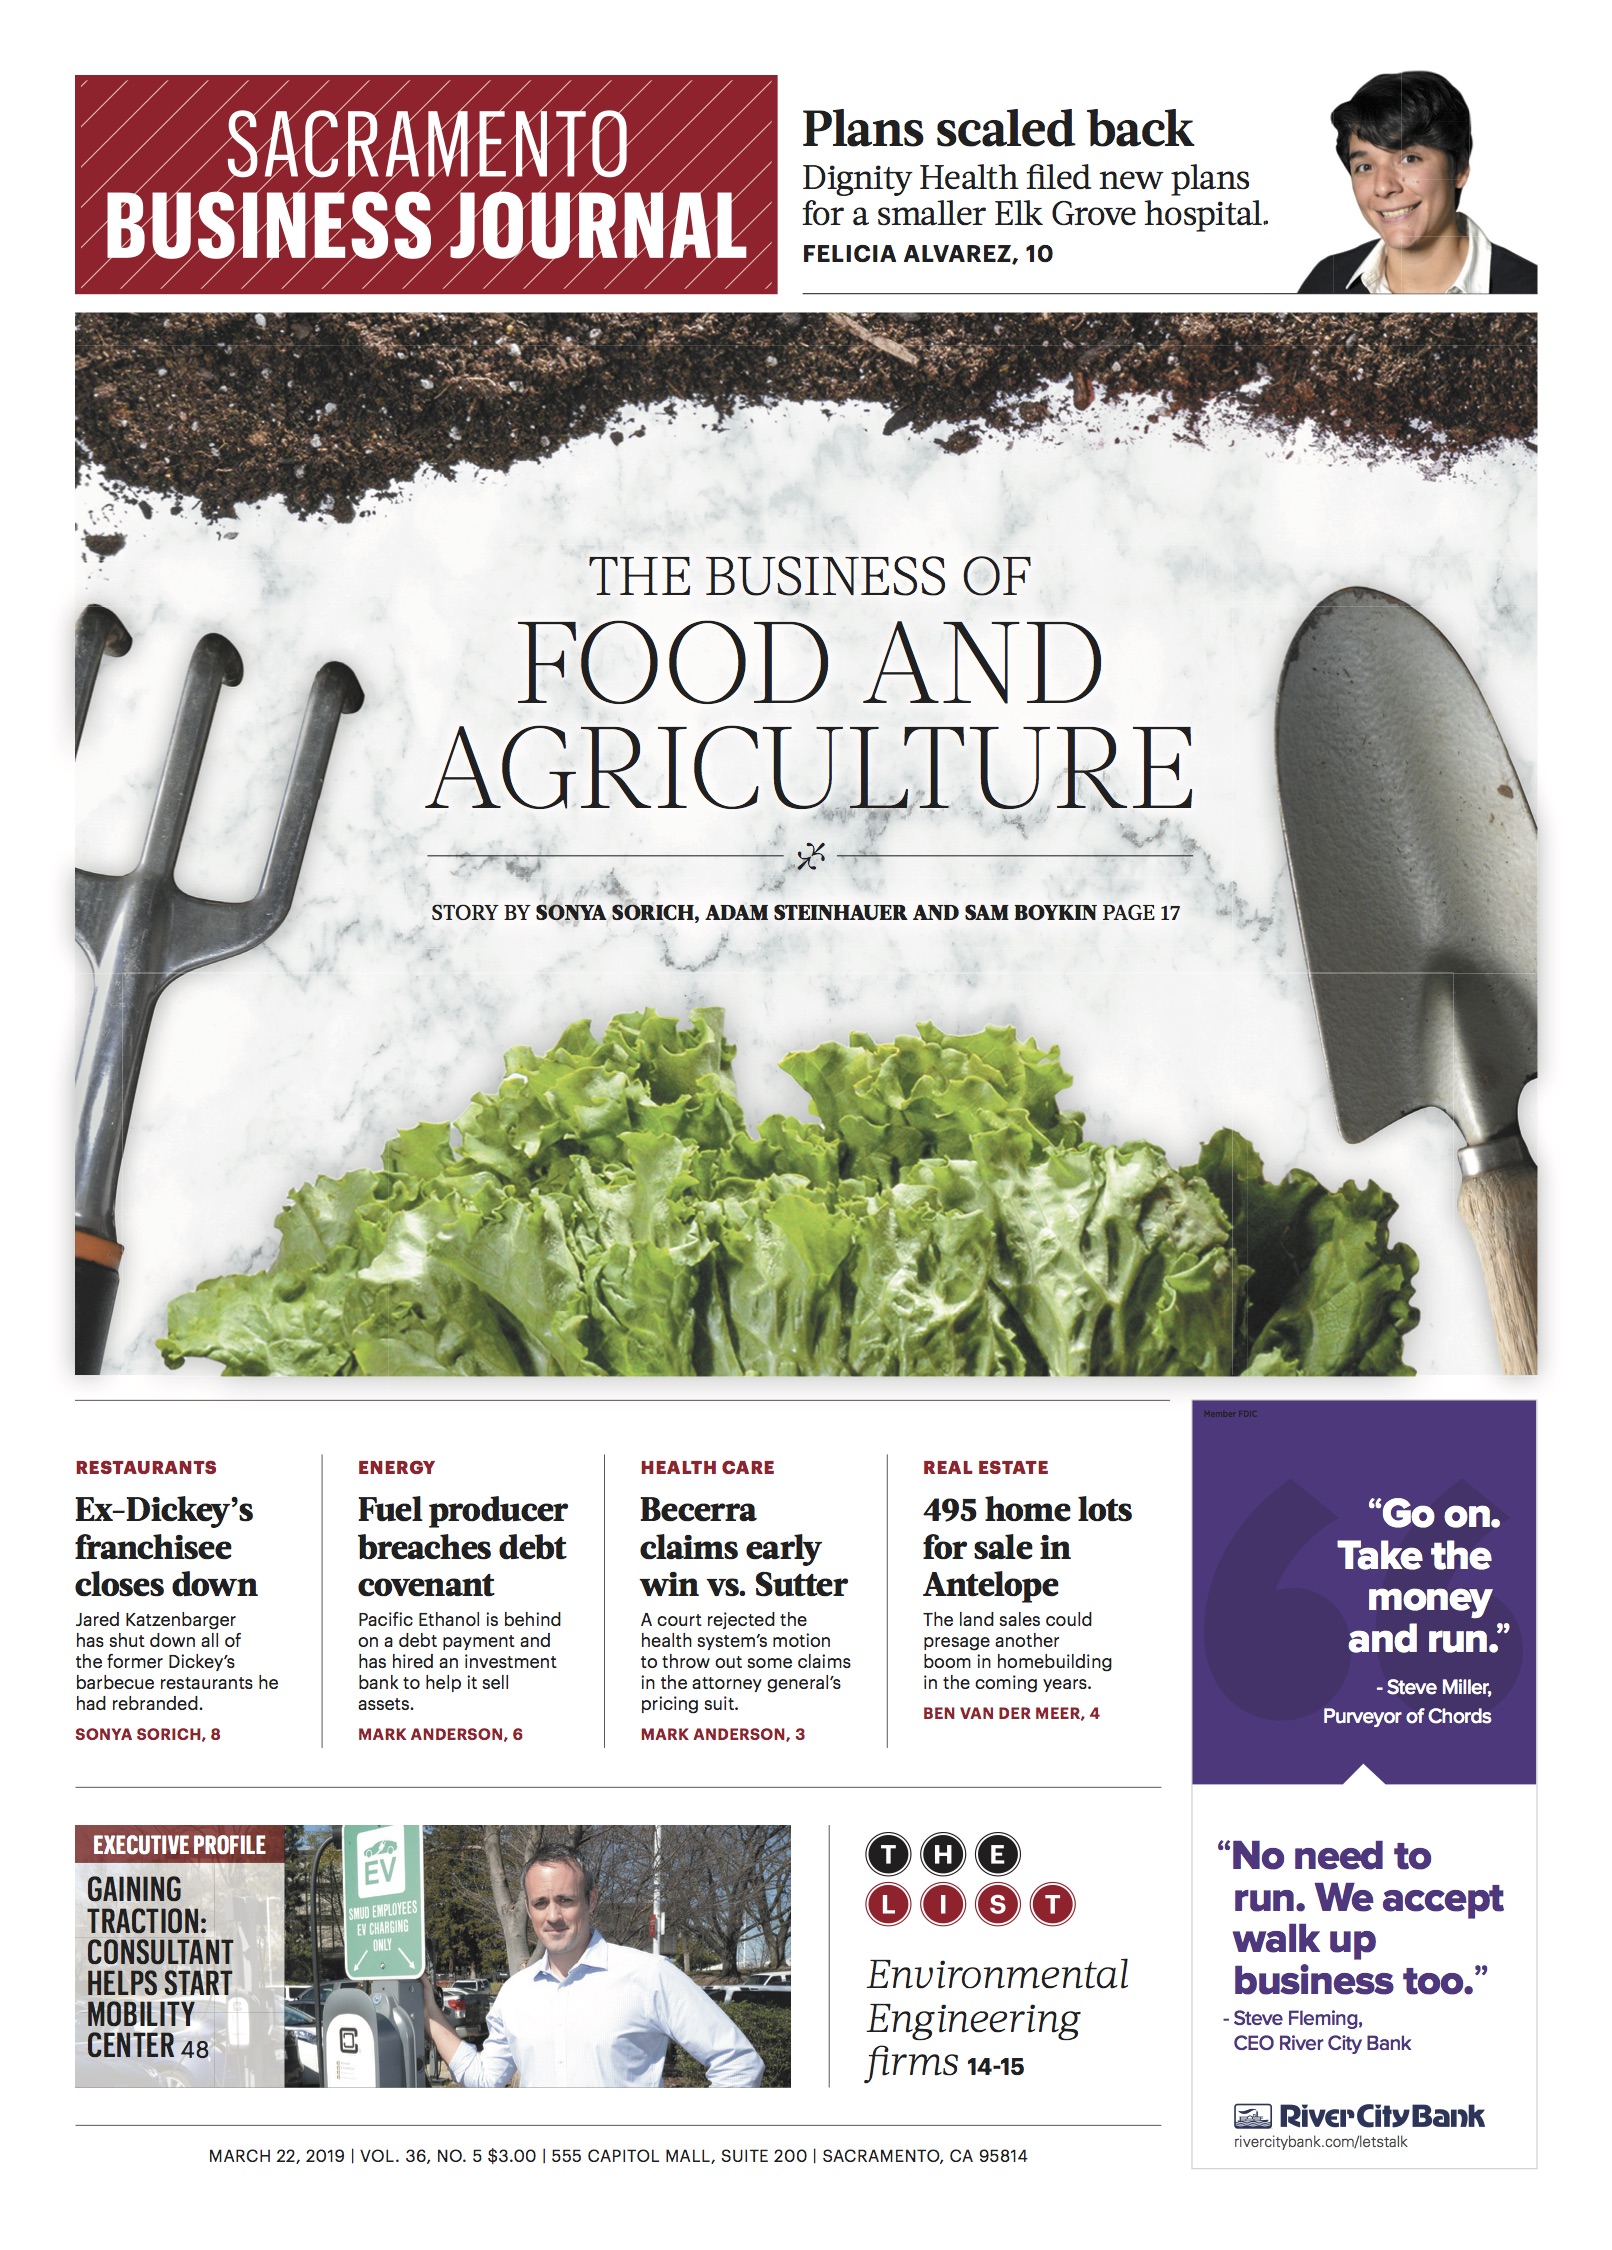 SACRAMENTO
BUSINESS JOURNAL
Plans scaled back
Dignity Health filed new plans
for a smaller Elk Grove hospital.
FELICIA ALVAREZ, 10
THE BUSINESS OF
FOOD AND
AGRICULTURE
STORY BY SONYA SORICH, ADAM STEINHAUER AND SAM BOYKIN PAGE 17
RESTAURANTS
Ex-Dickey’s
franchisee
closes down
Jared Katzenbarger
has shut down all of
the former Dickey’s
barbecue restaurants he
had rebranded.
SONYA SORICH, 8
ENERGY
Fuel producer
breaches debt
covenant
Pacific Ethanol is behind
on a debt payment and
has hired an investment
bank to help it sell
assets.
MARK ANDERSON, 6
HEALTH CARE
Becerra
claims early
win vs. Sutter
A court rejected the
health system’s motion
to throw out some claims
in the attorney general’s
pricing suit.
MARK ANDERSON, 3
REAL ESTATE
495 home lots
for sale in
Antelope
The land sales could
presage another
boom in homebuilding
in the coming years.
BEN VAN DER MEER, 4
Member FDIC
“Go on.
Take the
money
and run.”
- Steve Miller,
Purveyor of Chords
“No need to
run. We accept
walk up
business too.”
- Steve Fleming,
CEO River City Bank
RiverCityBank
rivercitybank.com/letstalk
EXECUTIVE PROFILE
GAINING
TRACTION:
CONSULTANT
HELPS START
MOBILITY
CENTER 48
EV
SMUD EMPLOYEES
EV CHARGING
ONLY
THE
LIST
Environmental
Engineering
firms 14-15
MARCH 22, 2019 | VOL. 36, NO. 5 $3.00 | 555 CAPITOL MALL, SUITE 200 | SACRAMENTO, CA 95814